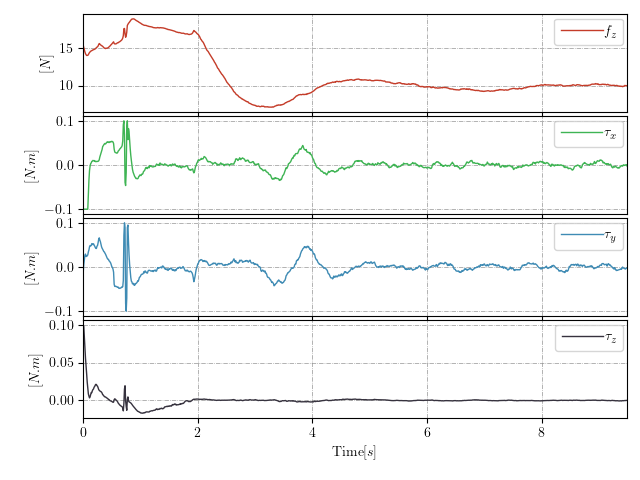 [N]
15
10
f_z
[N.m]
0.1
0.0
−0.1
τ_x
[N.m]
0.1
0.0
−0.1
τ_y
[N.m]
0.10
0.05
0.00
τ_z
0 2 4 6 8
Time[s]